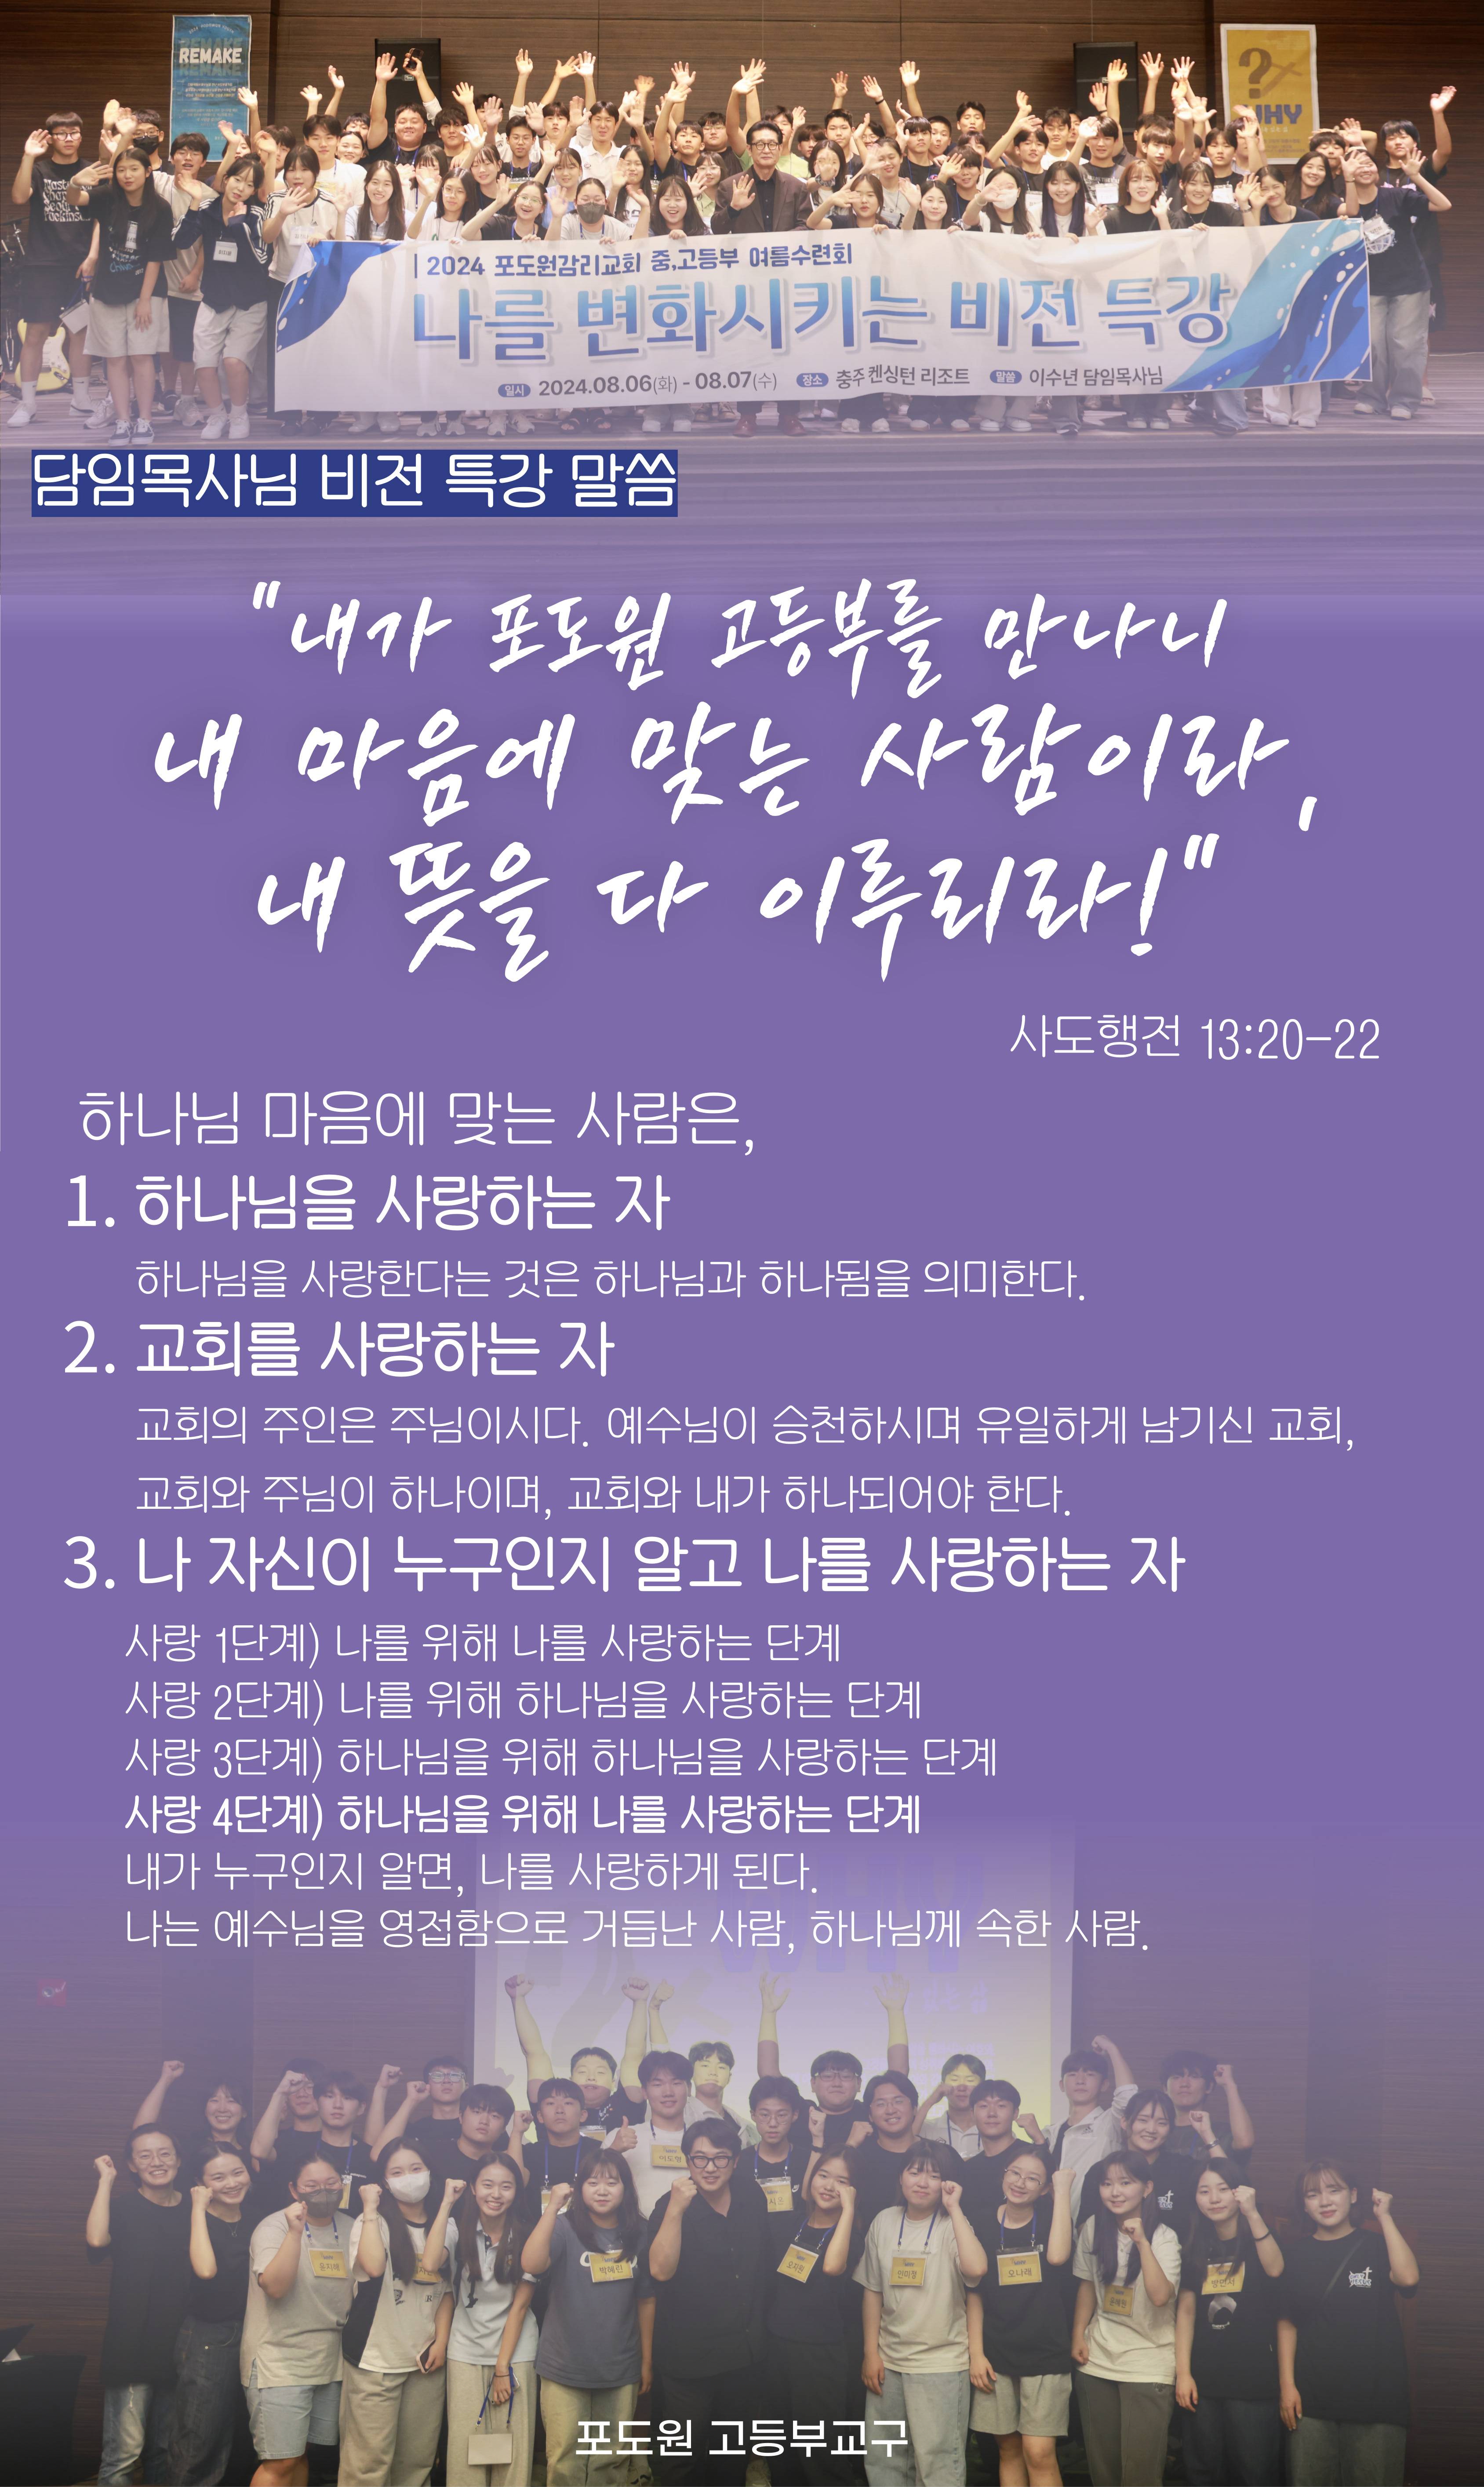 REMAKE
WHY
2024 포도원감리교회 중,고등부 여름수련회
나를 변화시키는 비전 특강
일시 2024.08.06(화) - 08.07(수) 장소 충주 켄싱턴 리조트 말씀 이수년 담임목사님
담임목사님 비전 특강 말씀
"내가 포도원 고등부를 만나니
내 마음에 맞는 사람이라,
내 뜻을 다 이루리라!"
사도행전 13:20-22
하나님 마음에 맞는 사람은,
1. 하나님을 사랑하는 자
하나님을 사랑한다는 것은 하나님과 하나됨을 의미한다.
2. 교회를 사랑하는 자
교회의 주인은 주님이시다. 예수님이 승천하시며 유일하게 남기신 교회,
교회와 주님이 하나이며, 교회와 내가 하나되어야 한다.
3. 나 자신이 누구인지 알고 나를 사랑하는 자
사랑 1단계) 나를 위해 나를 사랑하는 단계
사랑 2단계) 나를 위해 하나님을 사랑하는 단계
사랑 3단계) 하나님을 위해 하나님을 사랑하는 단계
사랑 4단계) 하나님을 위해 나를 사랑하는 단계
내가 누구인지 알면, 나를 사랑하게 된다.
나는 예수님을 영접함으로 거듭난 사람, 하나님께 속한 사람.
포도원 고등부교구